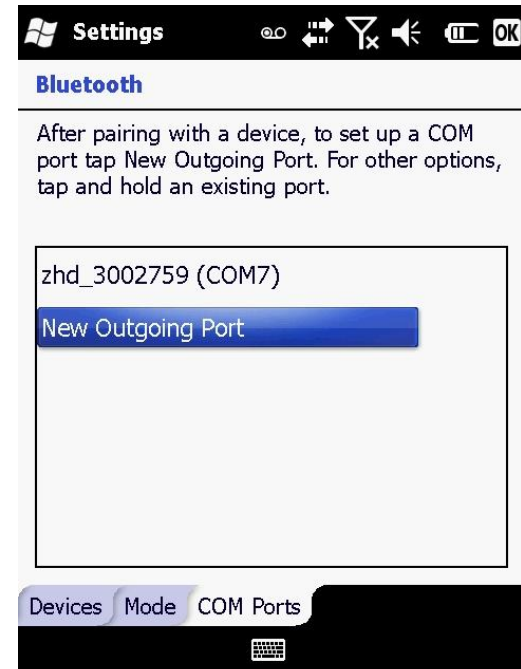 Settings
OK
Bluetooth
After pairing with a device, to set up a COM
port tap New Outgoing Port. For other options,
tap and hold an existing port.
zhd_3002759 (COM7)
New Outgoing Port
Devices Mode COM Ports